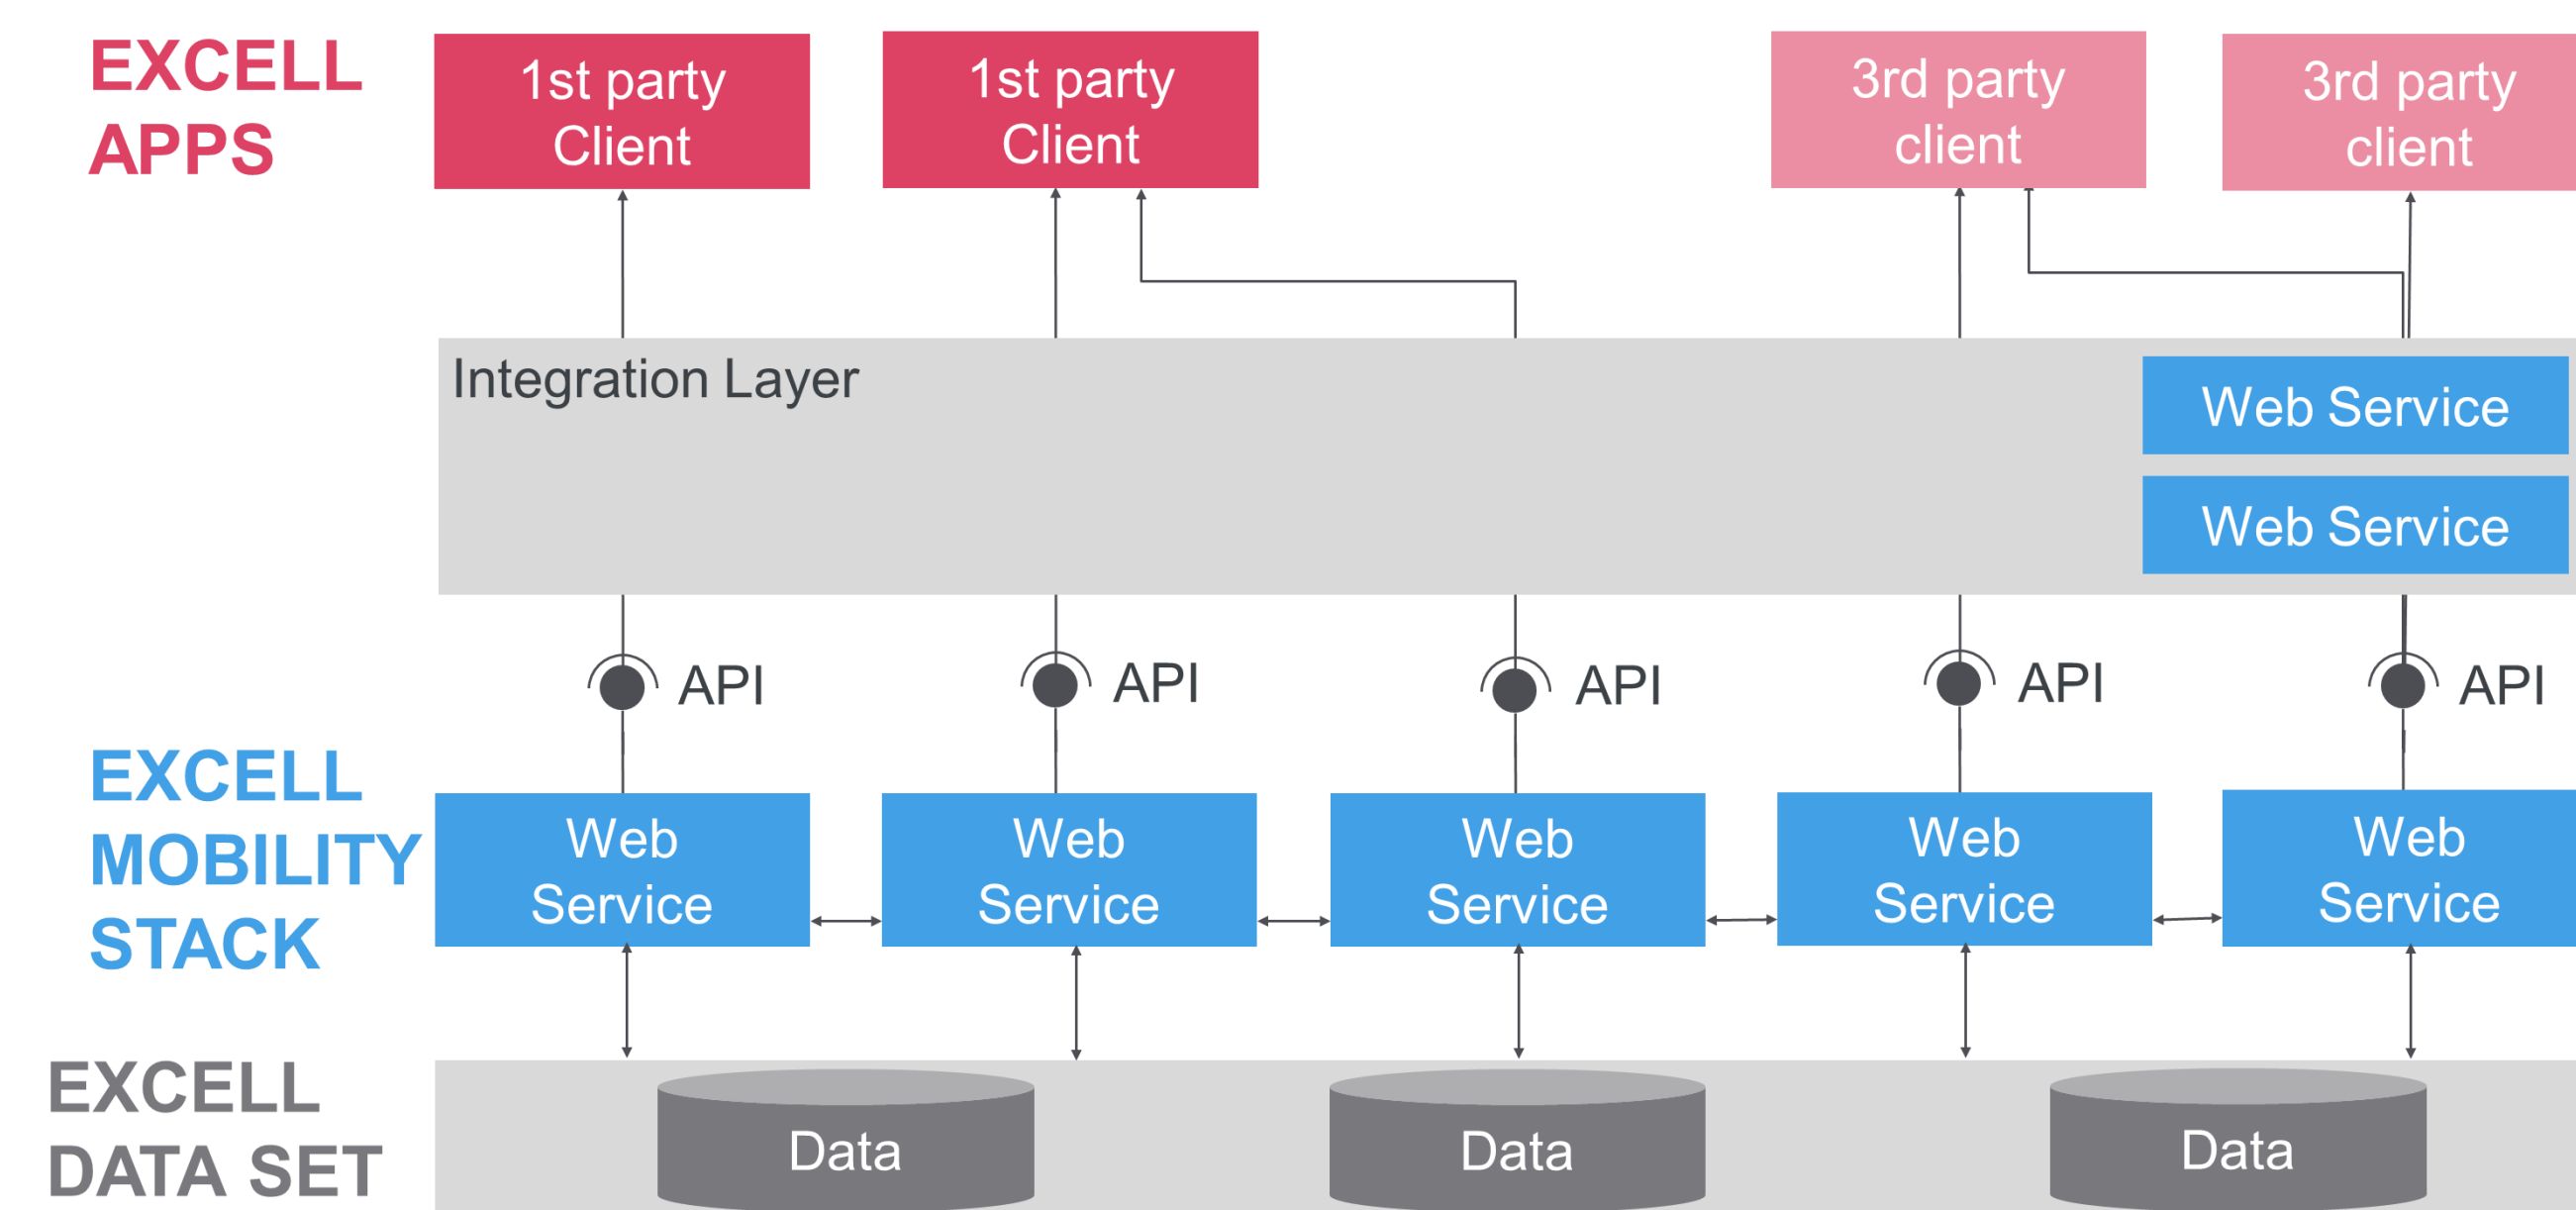 EXCELL
APPS
1st party
Client
1st party
Client
3rd party
client
3rd party
client
Integration Layer
Web Service
Web Service
API
API
API
API
API
EXCELL
MOBILITY
STACK
Web
Service
Web
Service
Web
Service
Web
Service
Web
Service
EXCELL
DATA SET
Data
Data
Data